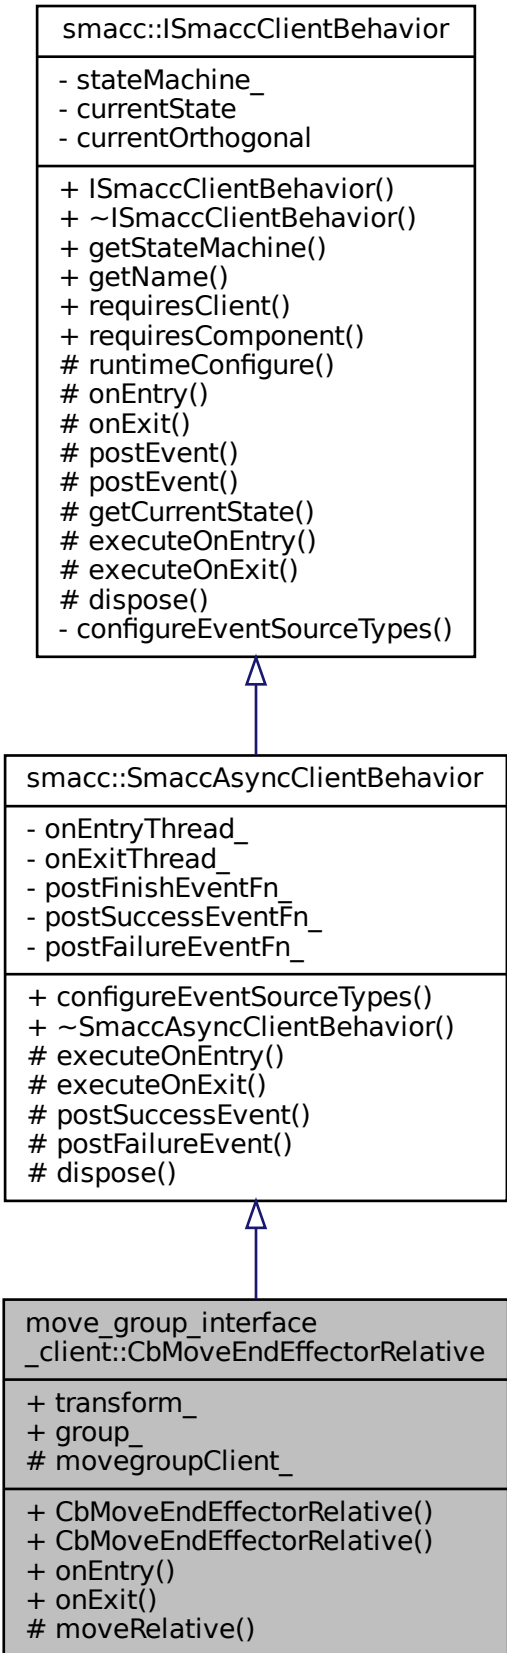 smacc::ISmaccClientBehavior
- stateMachine_
- currentState
- currentOrthogonal
+ ISmaccClientBehavior()
+ ~ISmaccClientBehavior()
+ getStateMachine()
+ getName()
+ requiresClient()
+ requiresComponent()
# runtimeConfigure()
# onEntry()
# onExit()
# postEvent()
# postEvent()
# getCurrentState()
# executeOnEntry()
# executeOnExit()
# dispose()
- configureEventSourceTypes()
smacc::SmaccAsyncClientBehavior
- onEntryThread_
- onExitThread_
- postFinishEventFn_
- postSuccessEventFn_
- postFailureEventFn_
+ configureEventSourceTypes()
+ ~SmaccAsyncClientBehavior()
# executeOnEntry()
# executeOnExit()
# postSuccessEvent()
# postFailureEvent()
# dispose()
move_group_interface
_client::CbMoveEndEffectorRelative
+ transform_
+ group_
# movegroupClient_
+ CbMoveEndEffectorRelative()
+ CbMoveEndEffectorRelative()
+ onEntry()
+ onExit()
# moveRelative()